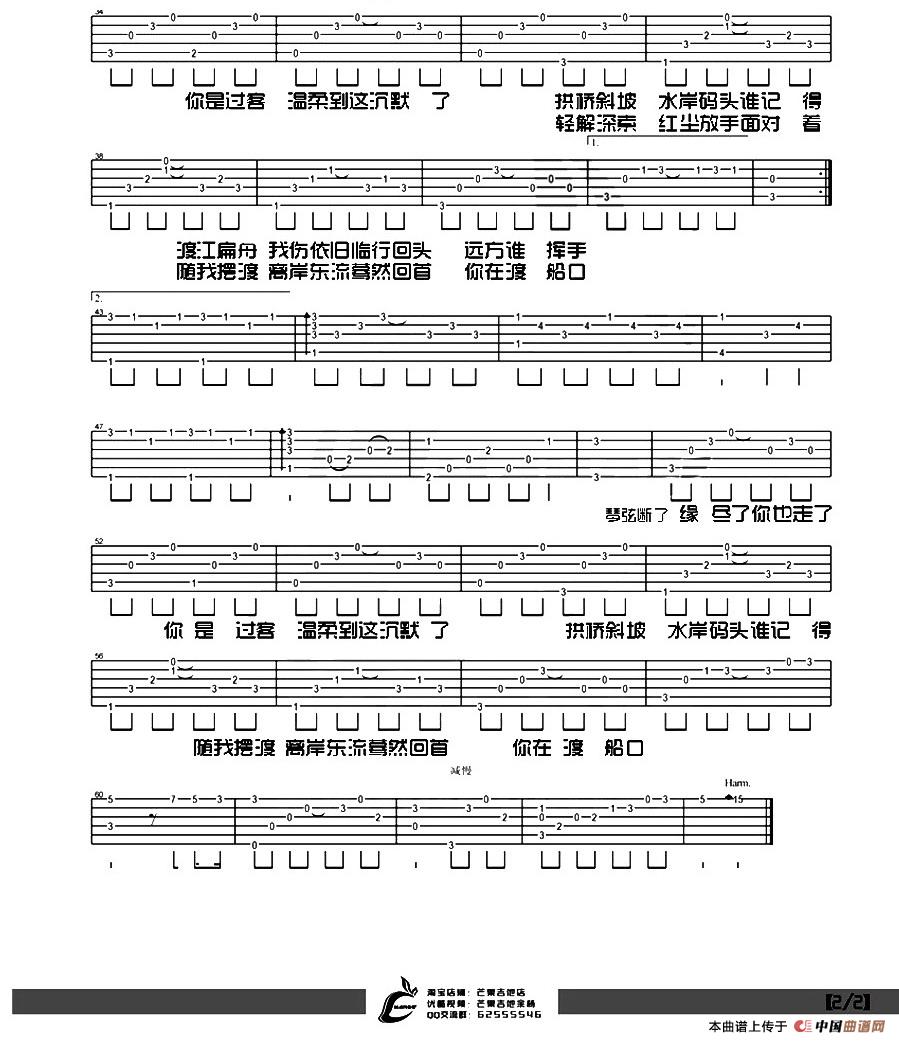 34
你是过客 温柔到这沉默 了 拱桥斜坡 水岸码头谁记 得
轻解深索 红尘放手面对 着
1.
38
渡江扁舟 我伤依旧临行回头 远方谁 挥手
随我摆渡 离岸东流蓦然回首 你在渡 船口
2.
43
47
琴弦断了 缘 尽了你也走了
52
你 是 过客 温柔到这沉默 了 拱桥斜坡 水岸码头谁记 得
56
随我摆渡 离岸东流蓦然回首 你在 渡 船口
减慢
Harm.
60
淘宝店铺：芒果吉他店
优酷视频：芒果吉他余杨
QQ交流群：62555546
[2/2]
本曲谱上传于 中国曲谱网